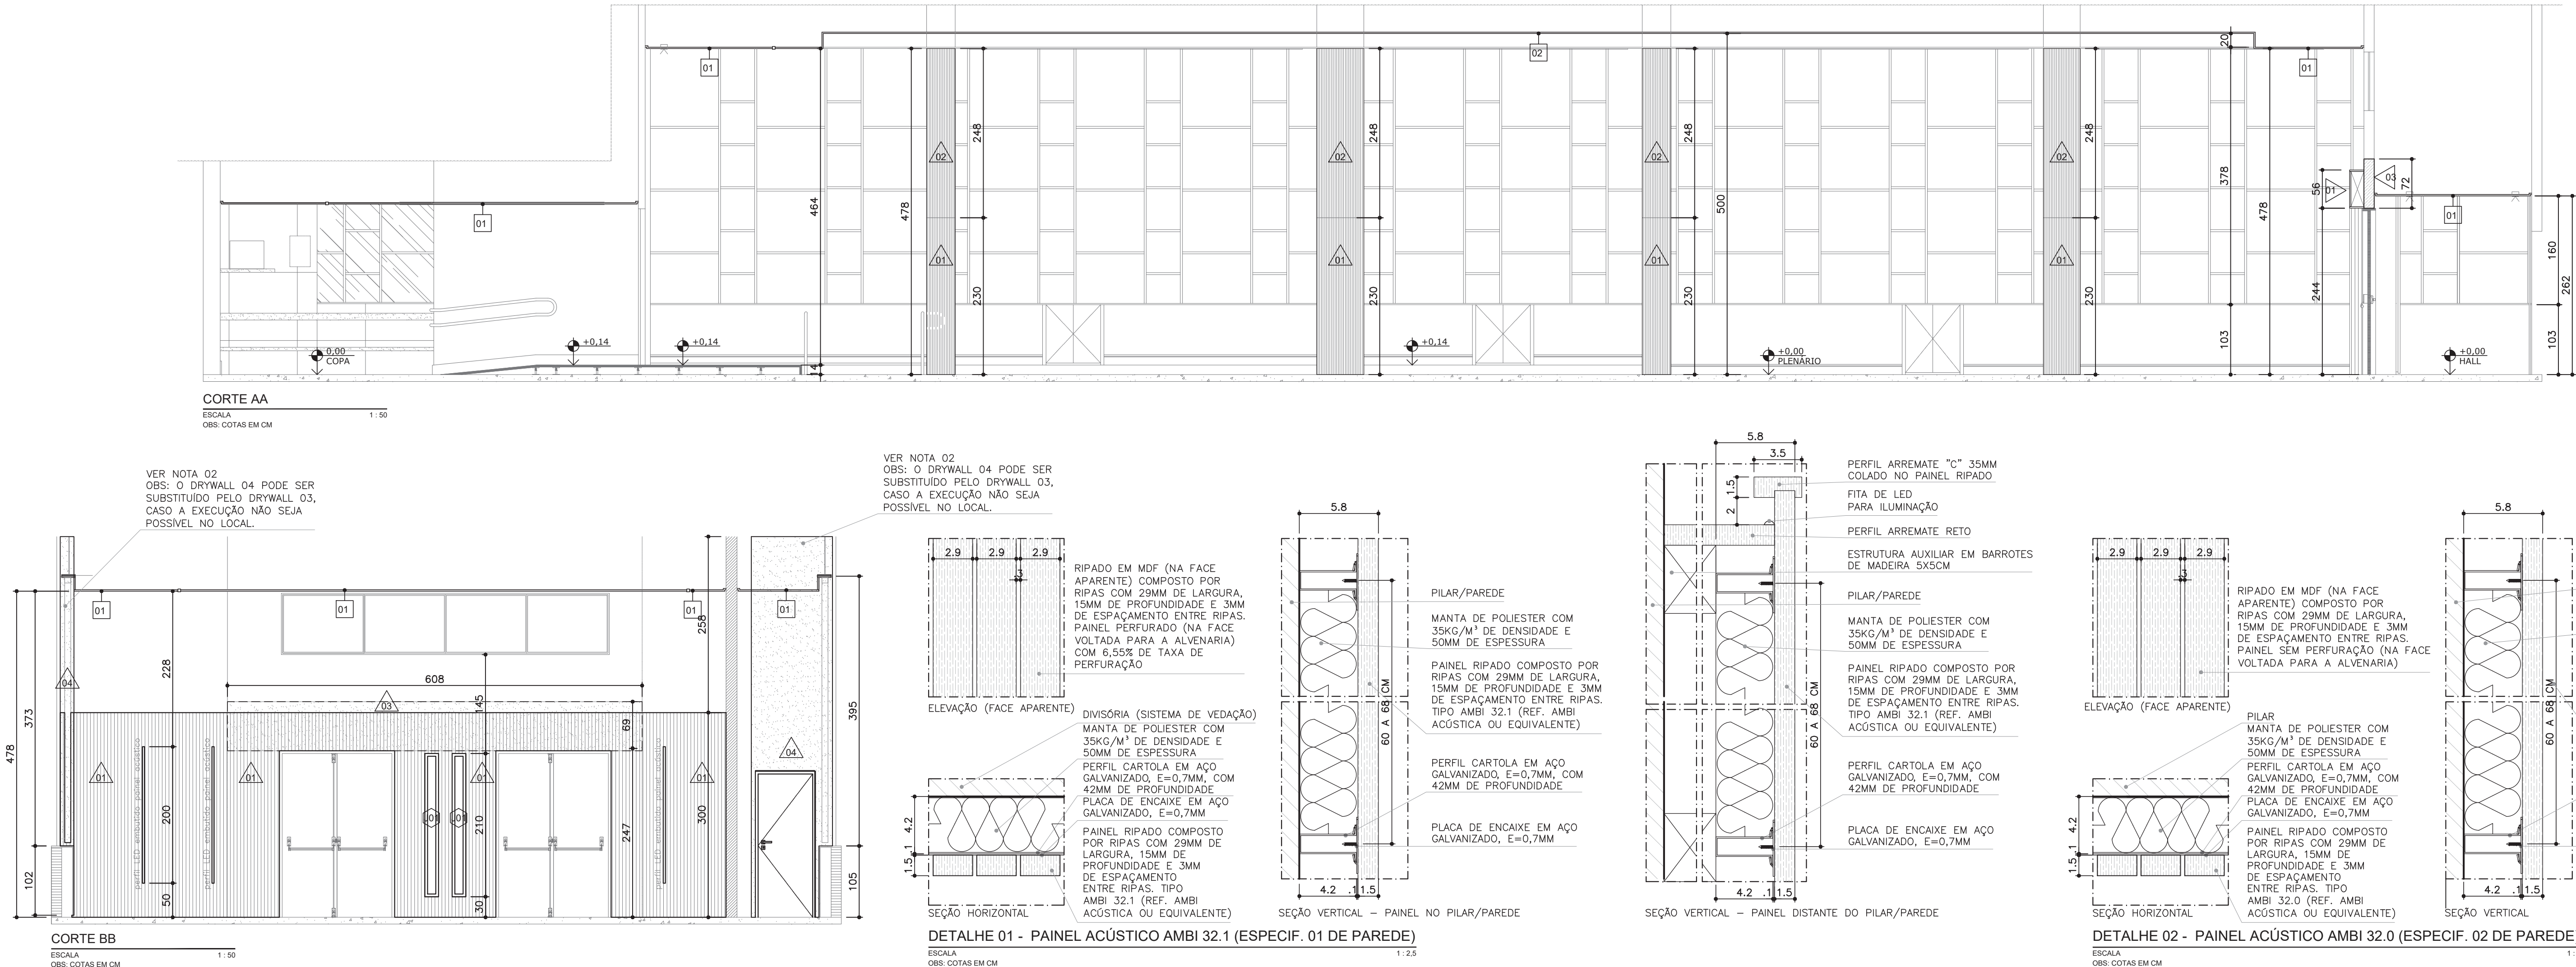 01
02
20
01
248
248
248
248
02
02
02
02
378
56
01
03
72
01
01
464
478
500
478
01
01
01
01
160
262
230
230
230
230
244
103
103
0,00
COPA
+0,14
+0,14
+0,14
+0,00
PLENÁRIO
+0,00
HALL
14
CORTE AA
ESCALA
1 : 50
OBS: COTAS EM CM
VER NOTA 02
OBS: O DRYWALL 04 PODE SER
SUBSTITUÍDO PELO DRYWALL 03,
CASO A EXECUÇÃO NÃO SEJA
POSSÍVEL NO LOCAL.
VER NOTA 02
OBS: O DRYWALL 04 PODE SER
SUBSTITUÍDO PELO DRYWALL 03,
CASO A EXECUÇÃO NÃO SEJA
POSSÍVEL NO LOCAL.
01
01
01
01
258
228
608
145
04
03
69
373
395
478
04
01
01
01
01
perfil LED embutido painel acústico
perfil LED embutido painel acústico
perfil LED embutido painel acústico
J01
J01
200
210
300
247
102
50
30
105
CORTE BB
ESCALA
1 : 50
OBS: COTAS EM CM
2.9
2.9
2.9
.3
RIPADO EM MDF (NA FACE
APARENTE) COMPOSTO POR
RIPAS COM 29MM DE LARGURA,
15MM DE PROFUNDIDADE E 3MM
DE ESPAÇAMENTO ENTRE RIPAS.
PAINEL PERFURADO (NA FACE
VOLTADA PARA A ALVENARIA)
COM 6,55% DE TAXA DE
PERFURAÇÃO
ELEVAÇÃO (FACE APARENTE)
DIVISÓRIA (SISTEMA DE VEDAÇÃO)
MANTA DE POLIESTER COM
35KG/M³ DE DENSIDADE E
50MM DE ESPESSURA
PERFIL CARTOLA EM AÇO
GALVANIZADO, E=0,7MM, COM
42MM DE PROFUNDIDADE
PLACA DE ENCAIXE EM AÇO
GALVANIZADO, E=0,7MM
PAINEL RIPADO COMPOSTO
POR RIPAS COM 29MM DE
LARGURA, 15MM DE
PROFUNDIDADE E 3MM
DE ESPAÇAMENTO
ENTRE RIPAS. TIPO
AMBI 32.1 (REF. AMBI
ACÚSTICA OU EQUIVALENTE)
4.2
.1
1.5
SEÇÃO HORIZONTAL
5.8
PILAR/PAREDE
MANTA DE POLIESTER COM
35KG/M³ DE DENSIDADE E
50MM DE ESPESSURA
PAINEL RIPADO COMPOSTO POR
RIPAS COM 29MM DE LARGURA,
15MM DE PROFUNDIDADE E 3MM
DE ESPAÇAMENTO ENTRE RIPAS.
TIPO AMBI 32.1 (REF. AMBI
ACÚSTICA OU EQUIVALENTE)
60 A 68 CM
PERFIL CARTOLA EM AÇO
GALVANIZADO, E=0,7MM, COM
42MM DE PROFUNDIDADE
PLACA DE ENCAIXE EM AÇO
GALVANIZADO, E=0,7MM
4.2 .1 1.5
SEÇÃO VERTICAL – PAINEL NO PILAR/PAREDE
5.8
3.5
1.5
2
PERFIL ARREMATE "C" 35MM
COLADO NO PAINEL RIPADO
FITA DE LED
PARA ILUMINAÇÃO
PERFIL ARREMATE RETO
ESTRUTURA AUXILIAR EM BARROTES
DE MADEIRA 5X5CM
PILAR/PAREDE
MANTA DE POLIESTER COM
35KG/M³ DE DENSIDADE E
50MM DE ESPESSURA
PAINEL RIPADO COMPOSTO POR
RIPAS COM 29MM DE LARGURA,
15MM DE PROFUNDIDADE E 3MM
DE ESPAÇAMENTO ENTRE RIPAS.
TIPO AMBI 32.1 (REF. AMBI
ACÚSTICA OU EQUIVALENTE)
60 A 68 CM
PERFIL CARTOLA EM AÇO
GALVANIZADO, E=0,7MM, COM
42MM DE PROFUNDIDADE
PLACA DE ENCAIXE EM AÇO
GALVANIZADO, E=0,7MM
4.2 .1 1.5
SEÇÃO VERTICAL – PAINEL DISTANTE DO PILAR/PAREDE
DETALHE 01 - PAINEL ACÚSTICO AMBI 32.1 (ESPECIF. 01 DE PAREDE)
ESCALA
1 : 2,5
OBS: COTAS EM CM
2.9
2.9
2.9
.3
RIPADO EM MDF (NA FACE
APARENTE) COMPOSTO POR
RIPAS COM 29MM DE LARGURA,
15MM DE PROFUNDIDADE E 3MM
DE ESPAÇAMENTO ENTRE RIPAS.
PAINEL SEM PERFURAÇÃO (NA FACE
VOLTADA PARA A ALVENARIA)
ELEVAÇÃO (FACE APARENTE)
PILAR
MANTA DE POLIESTER COM
35KG/M³ DE DENSIDADE E
50MM DE ESPESSURA
PERFIL CARTOLA EM AÇO
GALVANIZADO, E=0,7MM, COM
42MM DE PROFUNDIDADE
PLACA DE ENCAIXE EM AÇO
GALVANIZADO, E=0,7MM
PAINEL RIPADO COMPOSTO
POR RIPAS COM 29MM DE
LARGURA, 15MM DE
PROFUNDIDADE E 3MM
DE ESPAÇAMENTO
ENTRE RIPAS. TIPO
AMBI 32.0 (REF. AMBI
ACÚSTICA OU EQUIVALENTE)
4.2
.1
1.5
SEÇÃO HORIZONTAL
5.8
60 A 68 CM
4.2 .1 1.5
SEÇÃO VERTICAL
DETALHE 02 - PAINEL ACÚSTICO AMBI 32.0 (ESPECIF. 02 DE PAREDE
ESCALA
1 :
OBS: COTAS EM CM